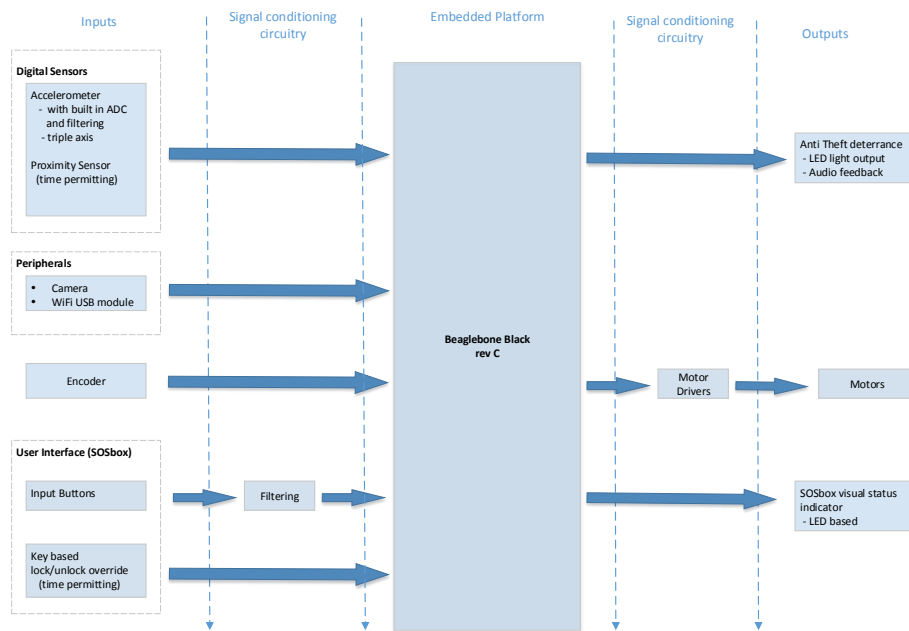 Inputs
Signal conditioning
circuitry
Embedded Platform
Signal conditioning
circuitry
Outputs
Digital Sensors
Accelerometer
- with built in ADC
and filtering
- triple axis
Proximity Sensor
(time permitting)
Anti Theft deterrance
- LED light output
- Audio feedback
Peripherals
• Camera
• WiFi USB module
Beaglebone Black
rev C
Encoder
Motor
Drivers
Motors
User Interface (SOSbox)
Input Buttons
Filtering
SOSbox visual status
indicator
- LED based
Key based
lock/unlock override
(time permitting)